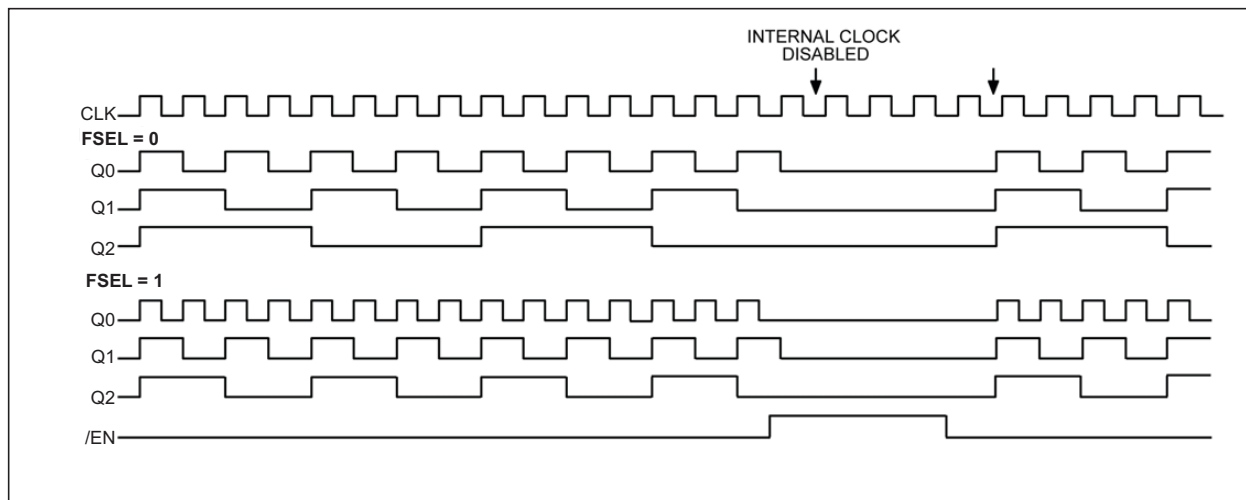 INTERNAL CLOCK
DISABLED
CLK
FSEL = 0
Q0
Q1
Q2
FSEL = 1
Q0
Q1
Q2
/EN